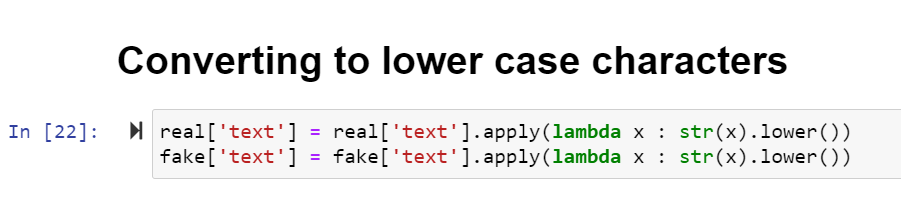 Converting to lower case characters
In [22]:
real['text'] = real['text'].apply(lambda x : str(x).lower())
fake['text'] = fake['text'].apply(lambda x : str(x).lower())